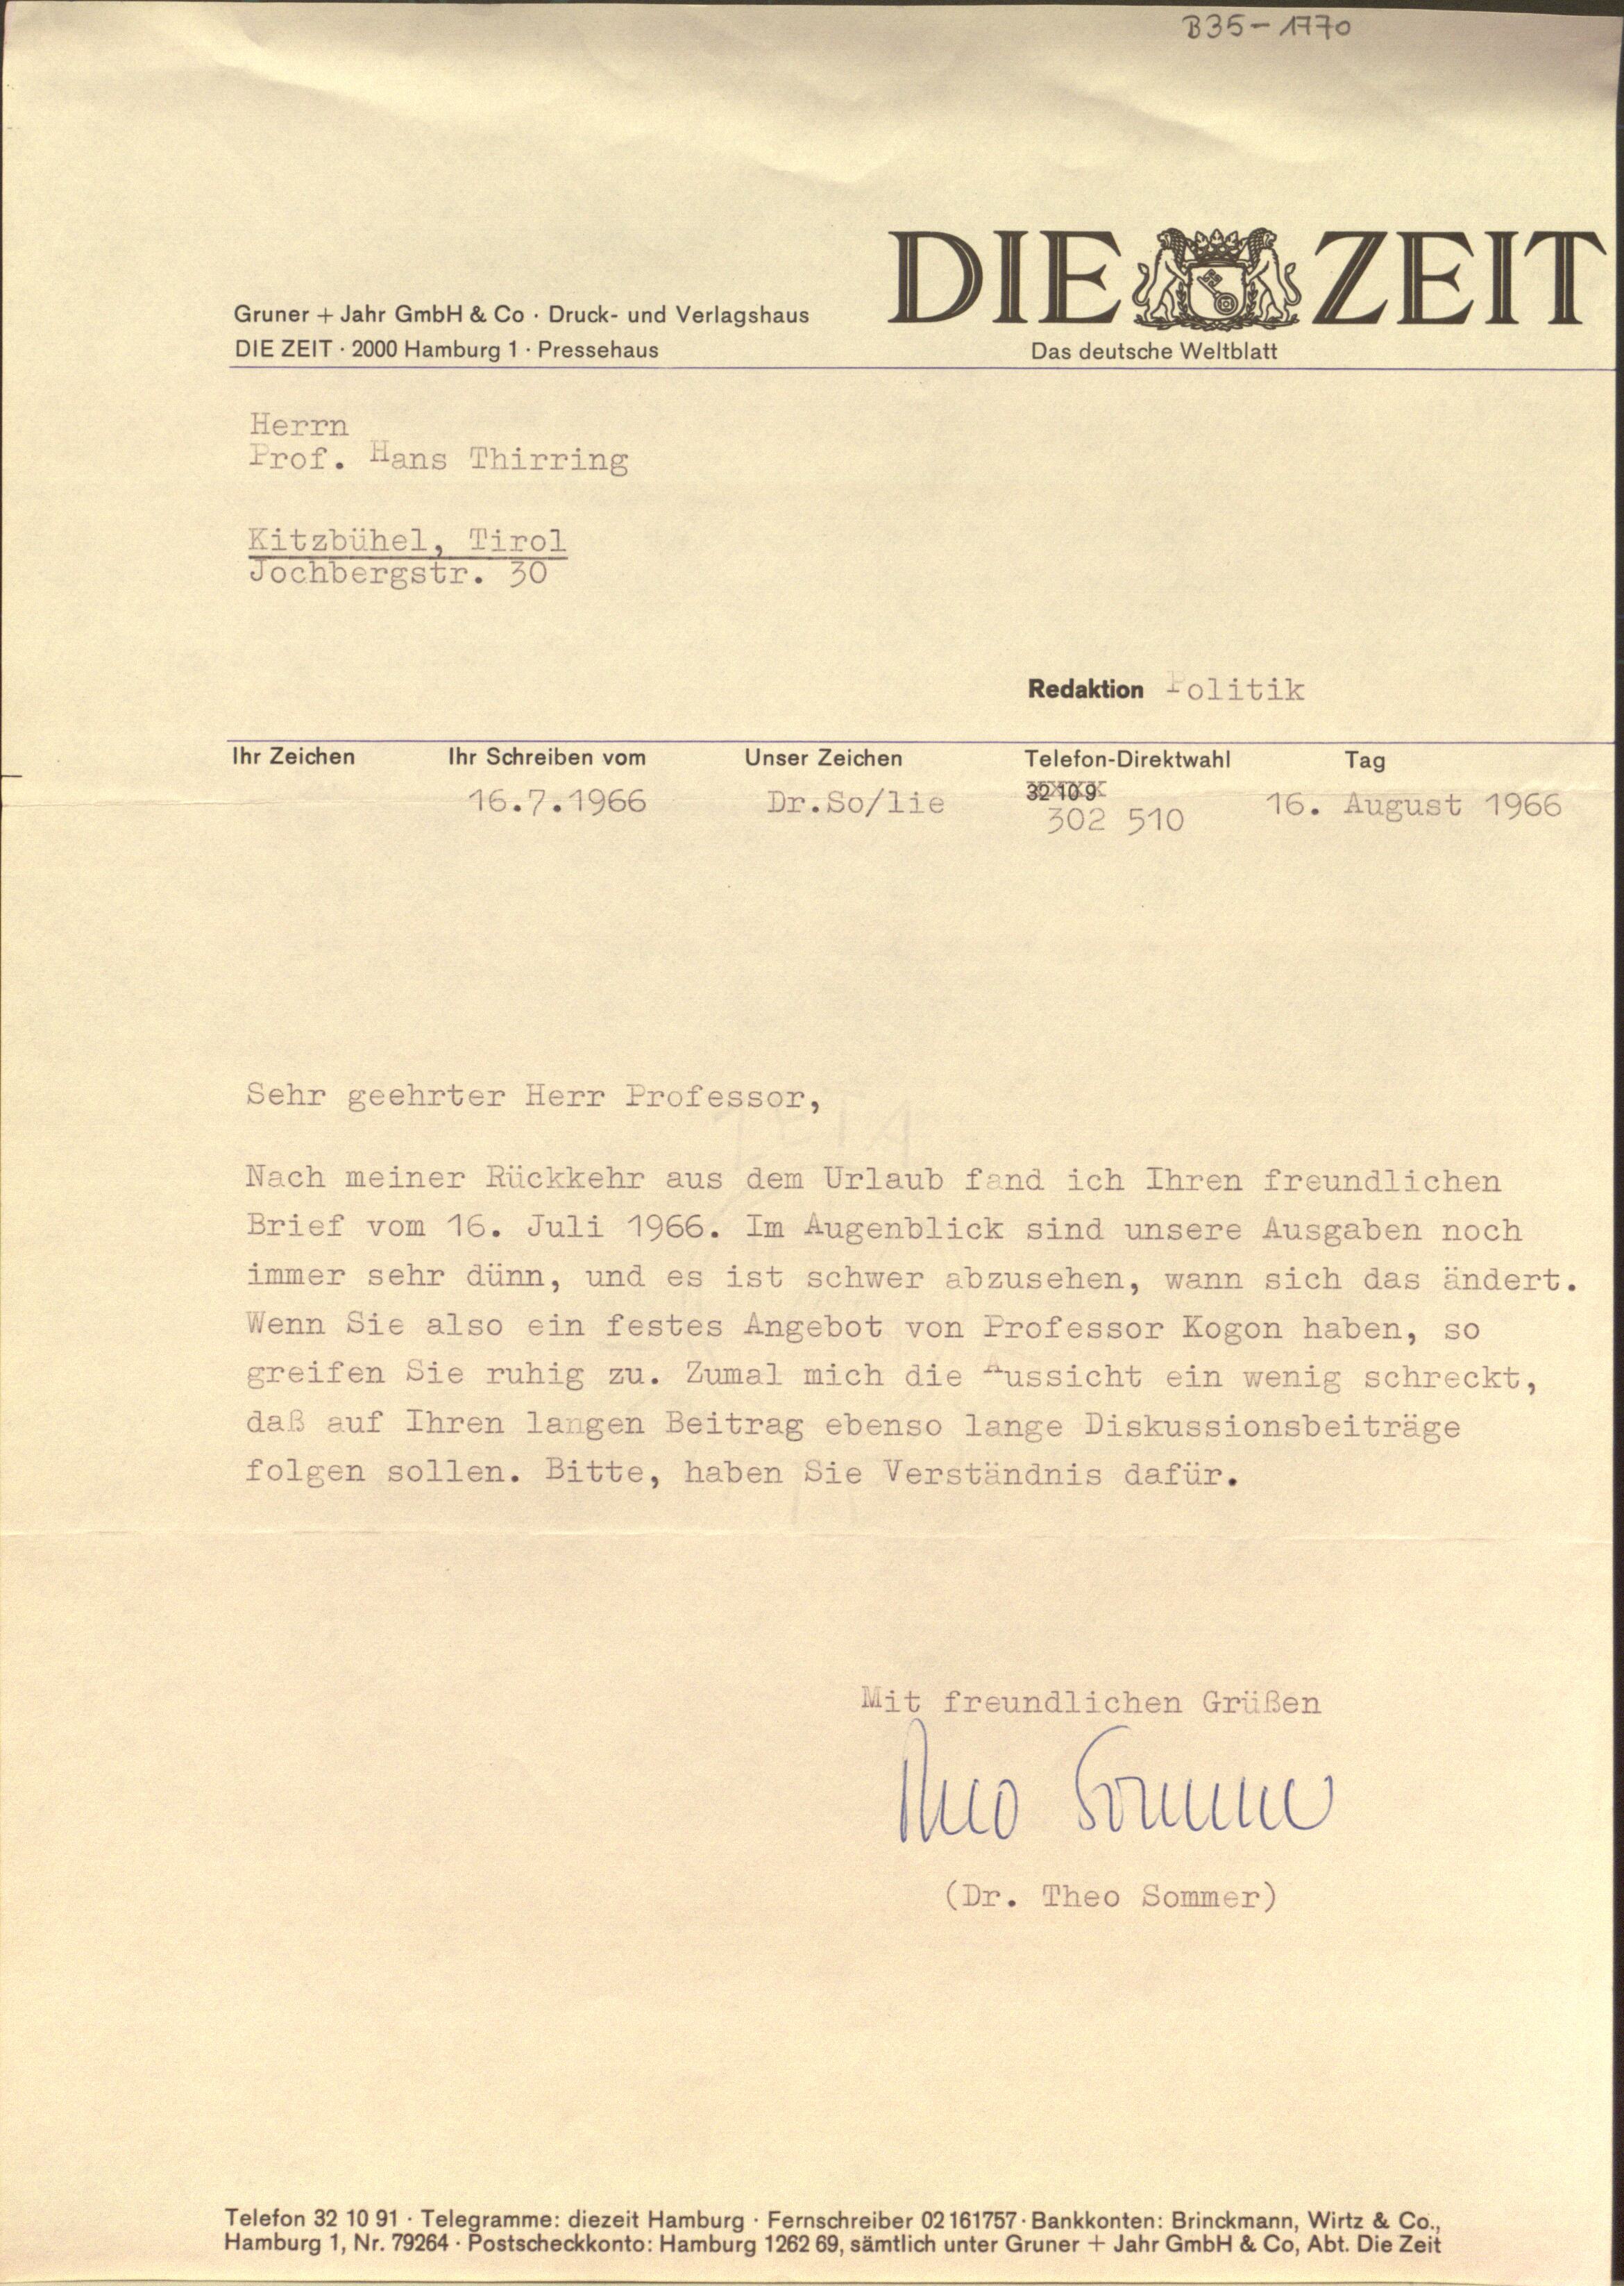 B35-1770
DIE ZEIT
Gruner + Jahr GmbH & Co · Druck- und Verlagshaus
DIE ZEIT · 2000 Hamburg 1 · Pressehaus
Das deutsche Weltblatt
Herrn
Prof. Hans Thirring
Kitzbühel, Tirol
Jochbergstr. 30
Redaktion Politik
Ihr Zeichen Ihr Schreiben vom Unser Zeichen Telefon-Direktwahl Tag
32 10 9
16.7.1966 Dr.So/lie 302 510 16. August 1966
Sehr geehrter Herr Professor,
Nach meiner Rückkehr aus dem Urlaub fand ich Ihren freundlichen
Brief vom 16. Juli 1966. Im Augenblick sind unsere Ausgaben noch
immer sehr dünn, und es ist schwer abzusehen, wann sich das ändert.
Wenn Sie also ein festes Angebot von Professor Kogon haben, so
greifen Sie ruhig zu. Zumal mich die Aussicht ein wenig schreckt,
daß auf Ihren langen Beitrag ebenso lange Diskussionsbeiträge
folgen sollen. Bitte, haben Sie Verständnis dafür.
Mit freundlichen Grüßen
Theo Sommer
(Dr. Theo Sommer)
Telefon 32 10 91 · Telegramme: diezeit Hamburg · Fernschreiber 02 161757 · Bankkonten: Brinckmann, Wirtz & Co.,
Hamburg 1, Nr. 79264 · Postscheckkonto: Hamburg 1262 69, sämtlich unter Gruner + Jahr GmbH & Co, Abt. Die Zeit